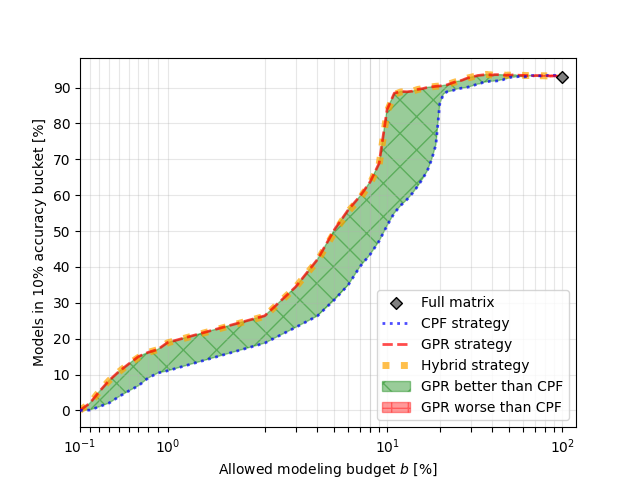 Models in 10% accuracy bucket [%]
90
80
70
60
50
40
30
20
10
0
Full matrix
CPF strategy
GPR strategy
Hybrid strategy
GPR better than CPF
GPR worse than CPF
10⁻¹ 10⁰ 10¹ 10²
Allowed modeling budget b [%]